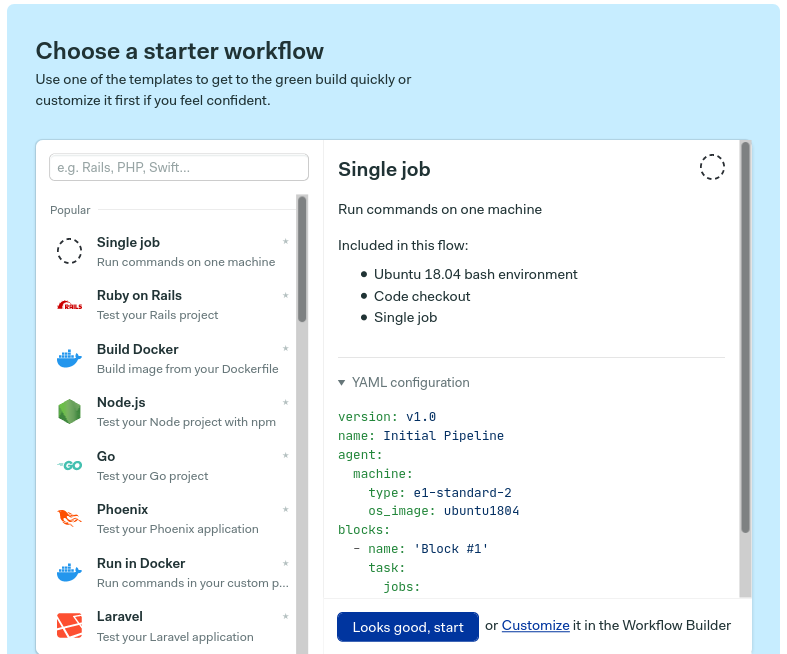 Choose a starter workflow
Use one of the templates to get to the green build quickly or
customize it first if you feel confident.
e.g. Rails, PHP, Swift...
Popular
Single job
Run commands on one machine
RAILS
Ruby on Rails
Test your Rails project
Build Docker
Build image from your Dockerfile
Node.js
Test your Node project with npm
GO
Go
Test your Go project
Phoenix
Test your Phoenix application
Run in Docker
Run commands in your custom p...
Laravel
Test your Laravel application
Single job
Run commands on one machine
Included in this flow:
• Ubuntu 18.04 bash environment
• Code checkout
• Single job
▼ YAML configuration
version: v1.0
name: Initial Pipeline
agent:
  machine:
    type: e1-standard-2
    os_image: ubuntu1804
blocks:
  - name: 'Block #1'
    task:
      jobs:
Looks good, start or Customize it in the Workflow Builder